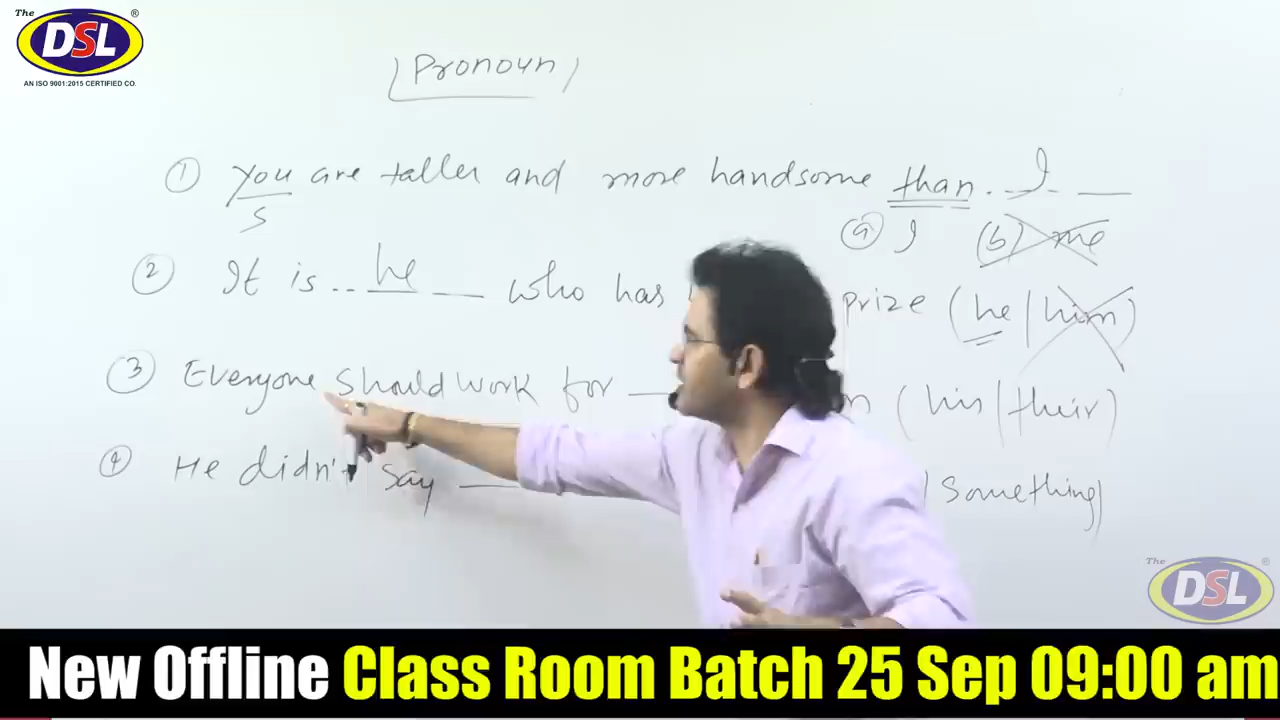 The DSL ®
AN ISO 9001:2015 CERTIFIED CO.
Pronoun
① You are taller and more handsome than I
S
(a) I (b) me
② It is he who has prize (he/him)
③ Everyone should work for (his/their)
④ He didn't say something)
The DSL ®
New Offline Class Room Batch 25 Sep 09:00 am